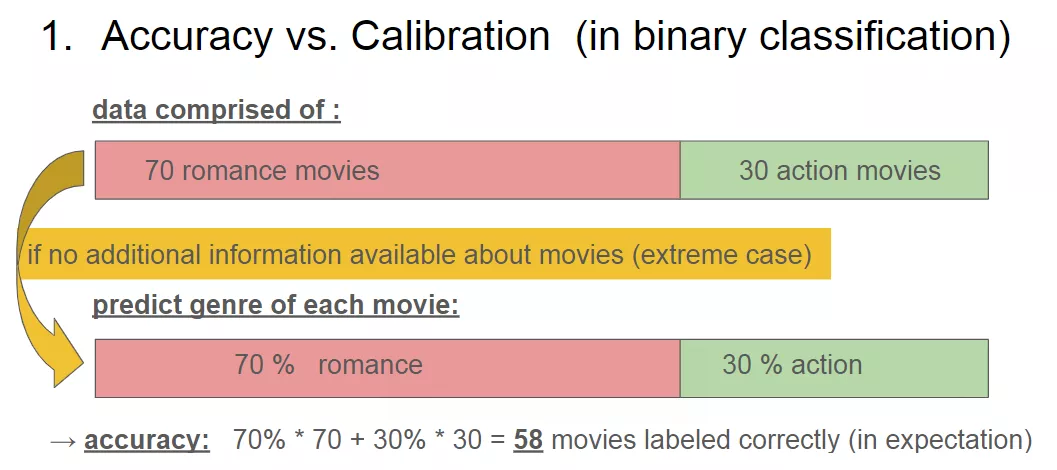 1. Accuracy vs. Calibration (in binary classification)
data comprised of :
70 romance movies 30 action movies
if no additional information available about movies (extreme case)
predict genre of each movie:
70 % romance 30 % action
→ accuracy: 70% * 70 + 30% * 30 = 58 movies labeled correctly (in expectation)